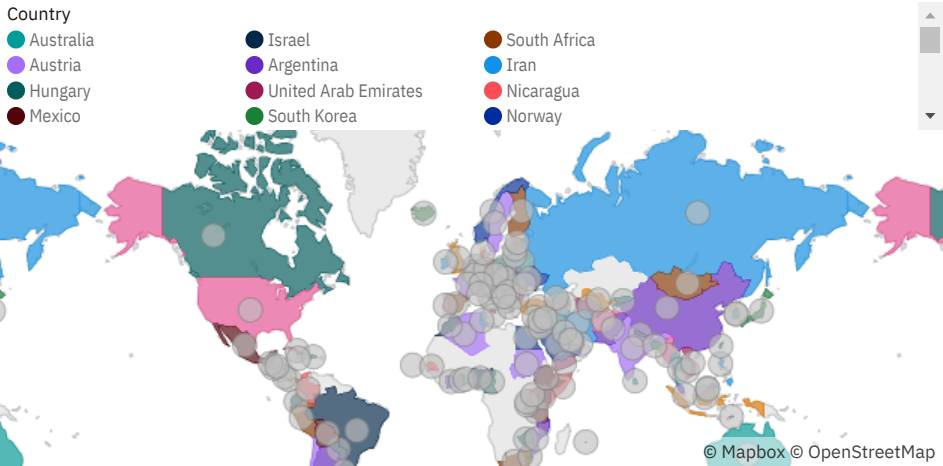 Country
Australia Israel South Africa
Austria Argentina Iran
Hungary United Arab Emirates Nicaragua
Mexico South Korea Norway
© Mapbox © OpenStreetMap